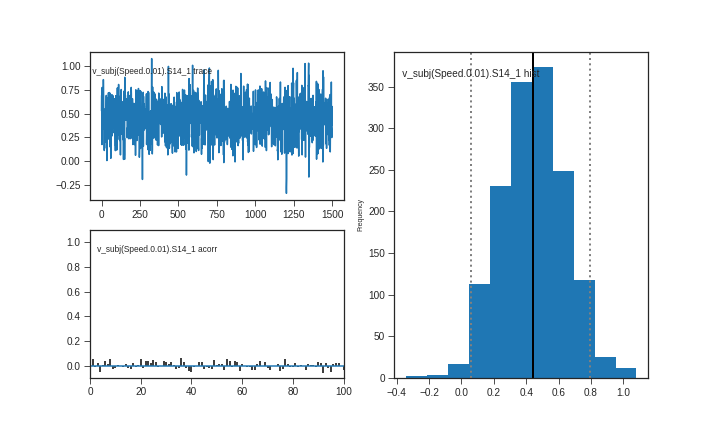 v_subj(Speed.0.01).S14_1 trace
1.00
0.75
0.50
0.25
0.00
−0.25
0 250 500 750 1000 1250 1500
v_subj(Speed.0.01).S14_1 acorr
1.0
0.8
0.6
0.4
0.2
0.0
0 20 40 60 80 100
v_subj(Speed.0.01).S14_1 hist
Frequency
350
300
250
200
150
100
50
0
−0.4 −0.2 0.0 0.2 0.4 0.6 0.8 1.0